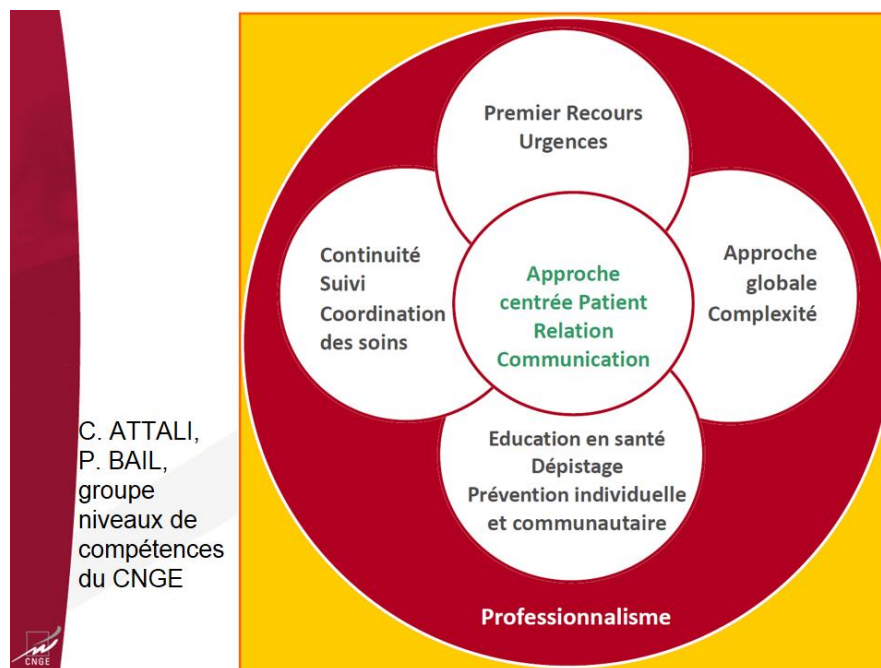 Premier Recours
Urgences
Continuité
Suivi
Coordination
des soins
Approche
centrée Patient
Relation
Communication
Approche
globale
Complexité
Education en santé
Dépistage
Prévention individuelle
et communautaire
Professionnalisme
C. ATTALI,
P. BAIL,
groupe
niveaux de
compétences
du CNGE
CNGE